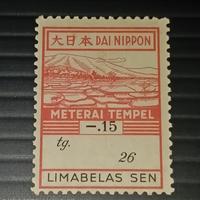 大日本 DAI NIPPON
METERAI TEMPEL
—.15
tg.
26
LIMABELAS SEN